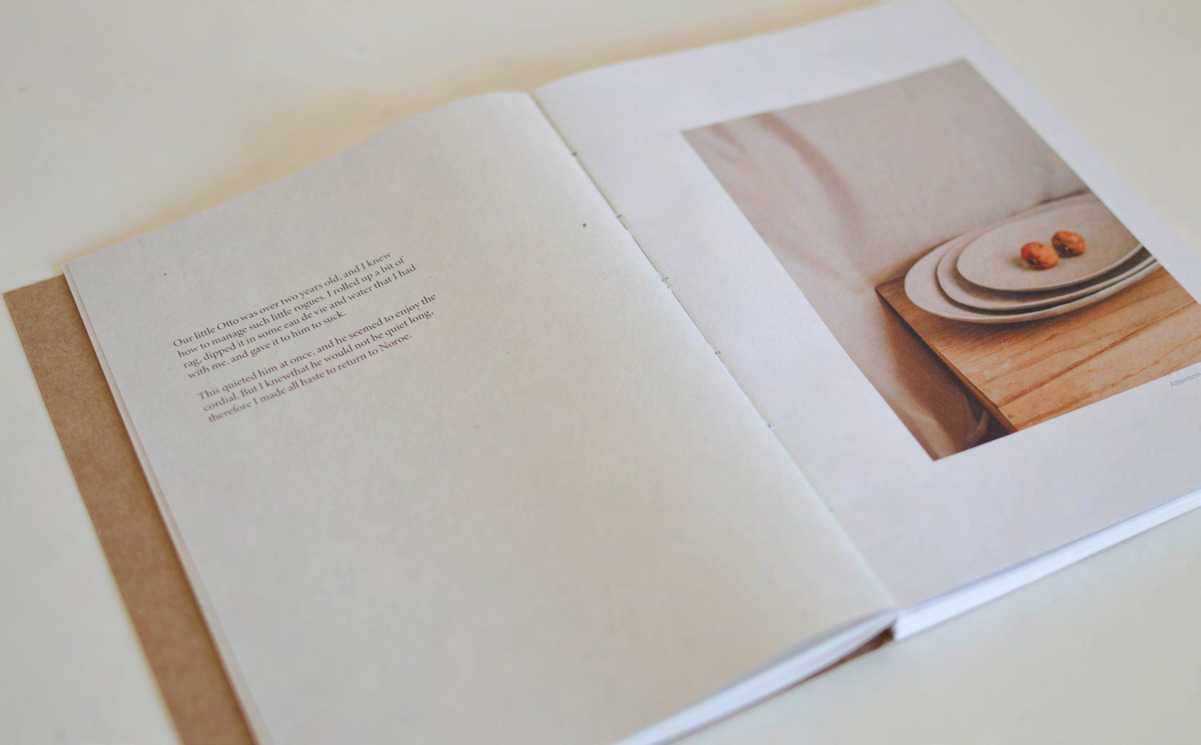 Our little Otto was over two years old, and I knew
how to manage such little rogues. I rolled up a bit of
rag, dipped it in some eau de vie and water that I had
with me, and gave it to him to suck.
This quieted him at once, and he seemed to enjoy the
cordial. But I knewthat he would not be quiet long,
therefore I made all haste to return to Noroe.